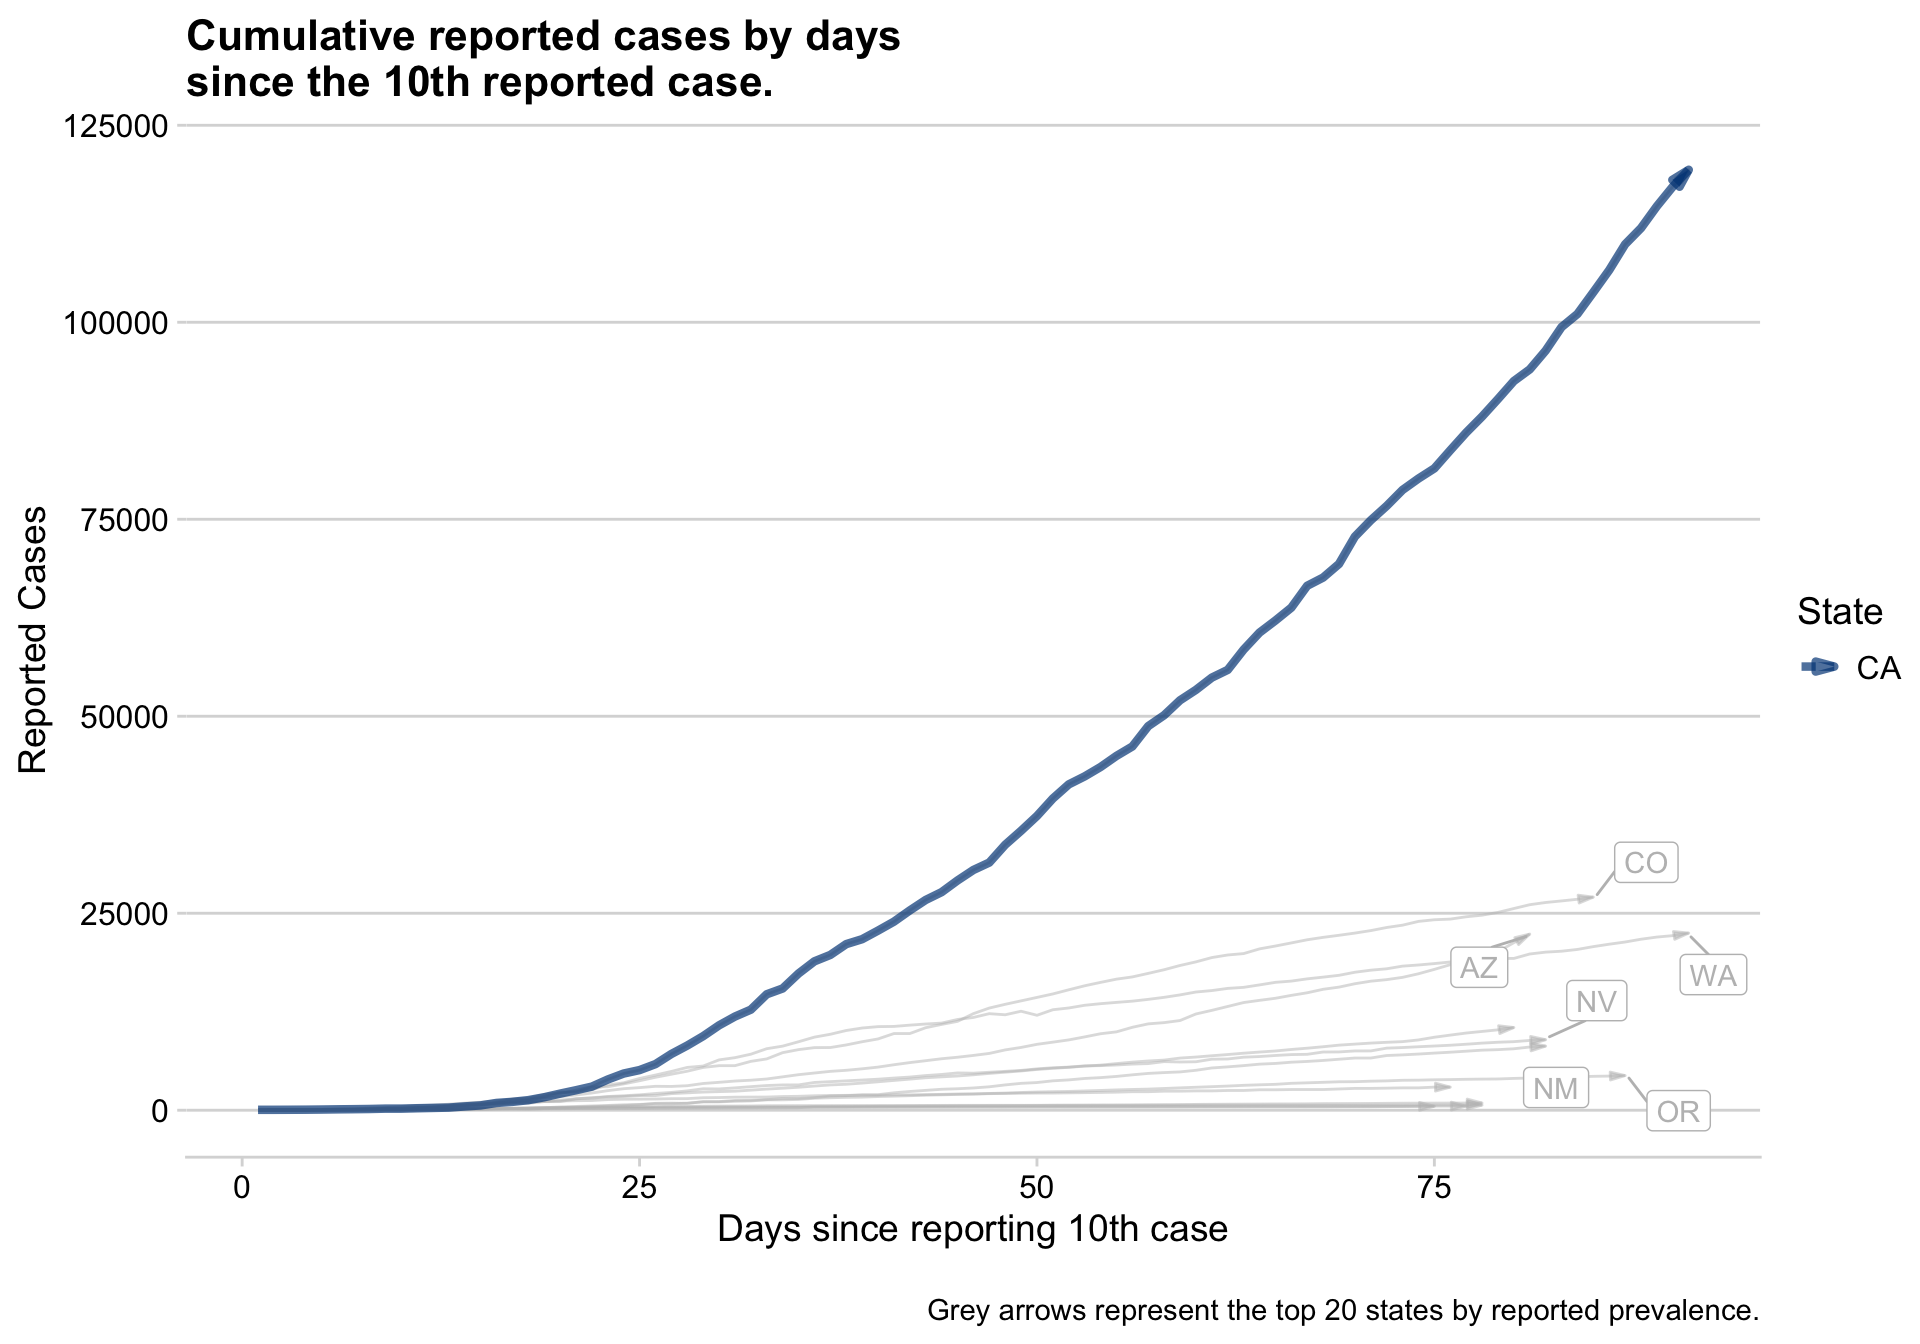 Cumulative reported cases by days
since the 10th reported case.
125000
100000
75000
50000
25000
0
Reported Cases
CO
AZ
WA
NV
NM
OR
State
CA
0 25 50 75
Days since reporting 10th case
Grey arrows represent the top 20 states by reported prevalence.